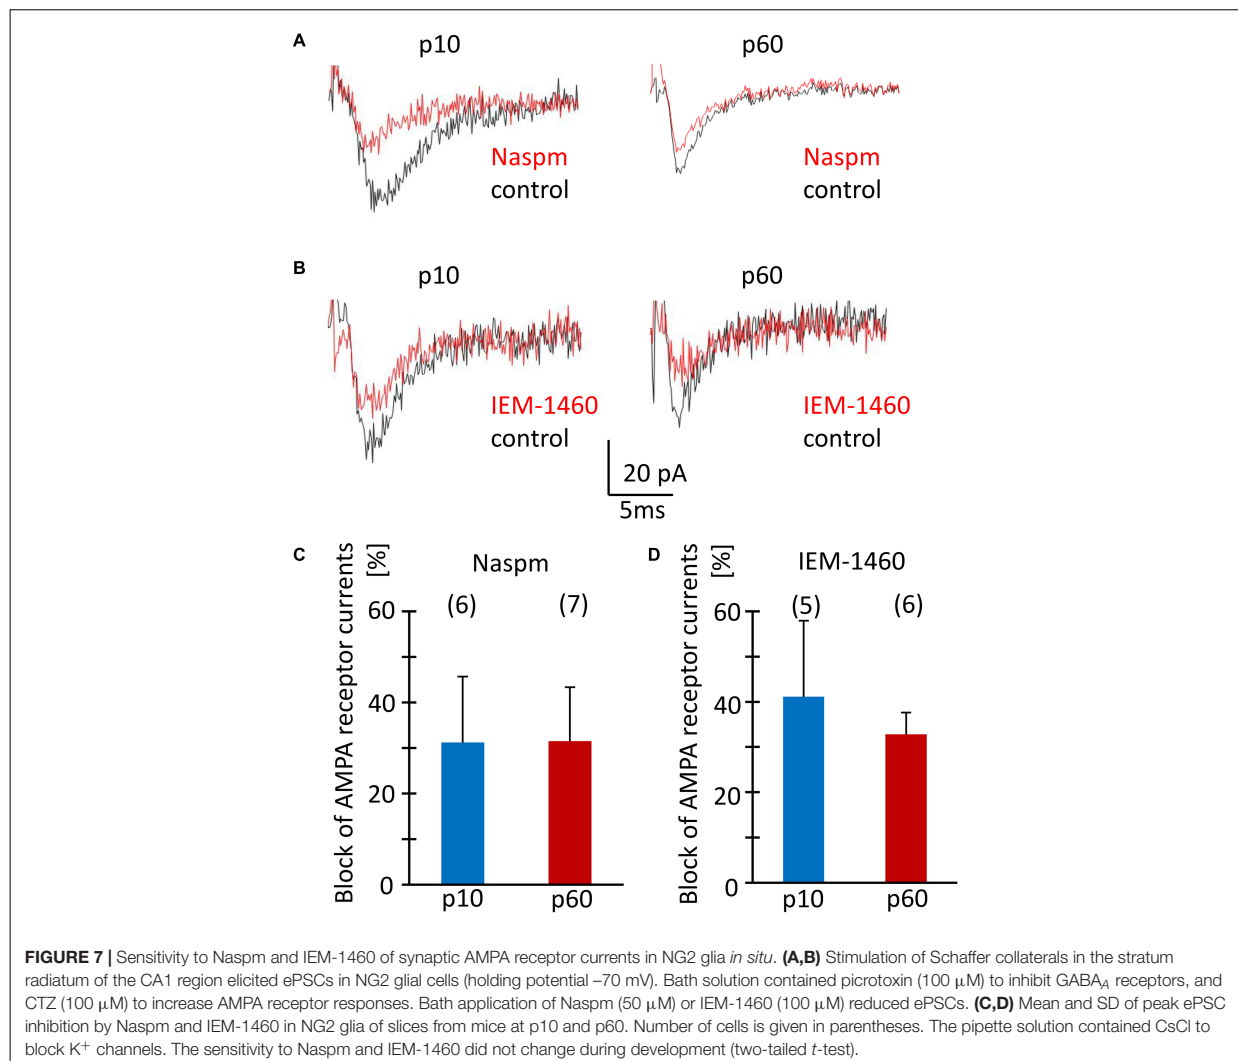 A
p10
p60
Naspm
control
Naspm
control
B
p10
p60
IEM-1460
control
IEM-1460
control
20 pA
5ms
C
Block of AMPA receptor currents
[%]
Naspm
(6)
(7)
60
40
20
0
p10
p60
D
Block of AMPA receptor currents
[%]
IEM-1460
(5)
(6)
60
40
20
0
p10
p60
FIGURE 7 | Sensitivity to Naspm and IEM-1460 of synaptic AMPA receptor currents in NG2 glia in situ. (A,B) Stimulation of Schaffer collaterals in the stratum
radiatum of the CA1 region elicited ePSCs in NG2 glial cells (holding potential –70 mV). Bath solution contained picrotoxin (100 μM) to inhibit GABA_A receptors, and
CTZ (100 μM) to increase AMPA receptor responses. Bath application of Naspm (50 μM) or IEM-1460 (100 μM) reduced ePSCs. (C,D) Mean and SD of peak ePSC
inhibition by Naspm and IEM-1460 in NG2 glia of slices from mice at p10 and p60. Number of cells is given in parentheses. The pipette solution contained CsCl to
block K⁺ channels. The sensitivity to Naspm and IEM-1460 did not change during development (two-tailed t-test).